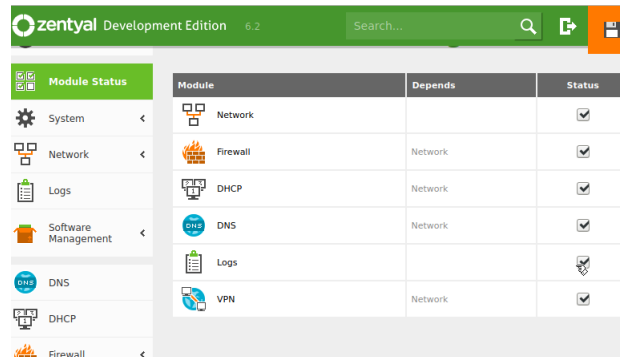 zentyal Development Edition 6.2
Search...
Module Status
System
Network
Logs
Software
Management
DNS
DHCP
Firewall
Module Depends Status
Network
Firewall Network
DHCP Network
DNS Network
Logs
VPN Network